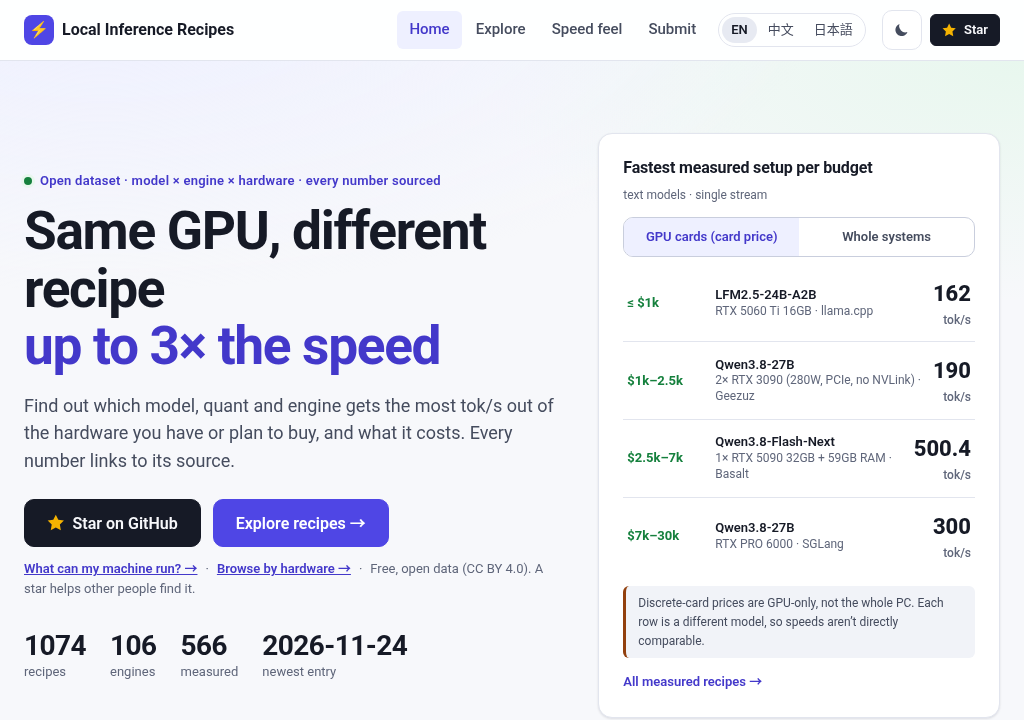 Local Inference Recipes
Home
Explore
Speed feel
Submit
EN
中文
日本語
Star
Open dataset · model × engine × hardware · every number sourced
Same GPU, different
recipe
up to 3× the speed
Find out which model, quant and engine gets the most tok/s out of
the hardware you have or plan to buy, and what it costs. Every
number links to its source.
Star on GitHub
Explore recipes →
What can my machine run? → · Browse by hardware → · Free, open data (CC BY 4.0). A
star helps other people find it.
1074
recipes
106
engines
566
measured
2026-11-24
newest entry
Fastest measured setup per budget
text models · single stream
GPU cards (card price)
Whole systems
≤ $1k
LFM2.5-24B-A2B
RTX 5060 Ti 16GB · llama.cpp
162
tok/s
$1k–2.5k
Qwen3.8-27B
2× RTX 3090 (280W, PCIe, no NVLink) ·
Geezuz
190
tok/s
$2.5k–7k
Qwen3.8-Flash-Next
1× RTX 5090 32GB + 59GB RAM ·
Basalt
500.4
tok/s
$7k–30k
Qwen3.8-27B
RTX PRO 6000 · SGLang
300
tok/s
Discrete-card prices are GPU-only, not the whole PC. Each
row is a different model, so speeds aren’t directly
comparable.
All measured recipes →